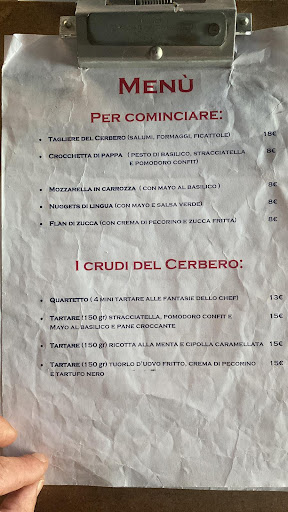 Menù
Per cominciare:
• Tagliere del Cerbero (salumi, formaggi, ficattole) 18€
• Crocchetta di pappa (pesto di basilico, stracciatella 8€
e pomodoro confit)
• Mozzarella in carrozza (con mayo al basilico) 8€
• Nuggets di lingua (con mayo e salsa verde) 8€
• Flan di zucca (con crema di pecorino e zucca fritta) 8€
I crudi del Cerbero:
• Quartetto (4 mini tartare alle fantasie dello chef) 13€
• Tartare (150 gr) stracciatella, pomodoro confit e 15€
mayo al basilico e pane croccante
• Tartare (150 gr) ricotta alla menta e cipolla caramellata 15€
• Tartare (150 gr) tuorlo d'uovo fritto, crema di pecorino 15€
e tartufo nero